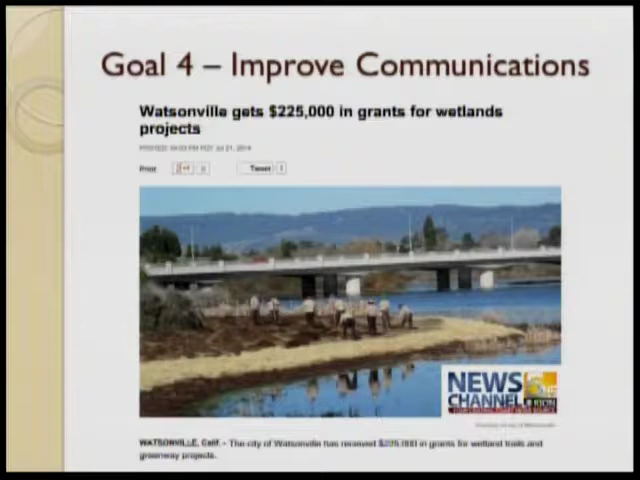 Goal 4 – Improve Communications
Watsonville gets $225,000 in grants for wetlands
projects
Print
Tweet
NEWS
CHANNEL
KION
WATSONVILLE, Calif. - The city of Watsonville has received $225,000 in grants for wetland trails and
greenway projects.